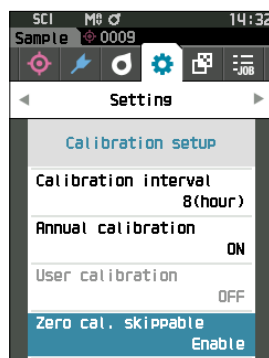 SCI M⌀ ♂ 14:32
Sample 0009
JOB
Setting
Calibration setup
Calibration interval
8(hour)
Annual calibration
ON
User calibration
OFF
Zero cal. skippable
Enable